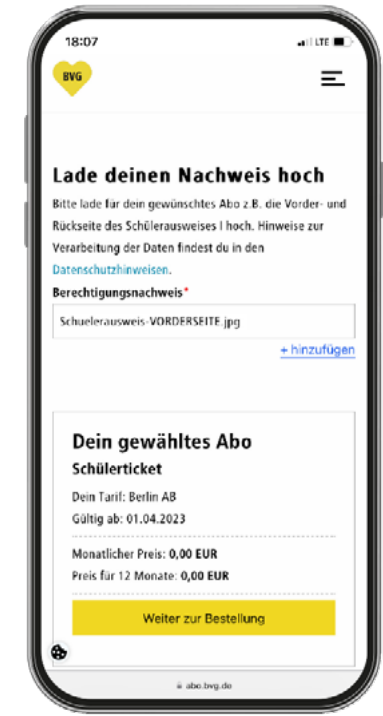 18:07
LTE
BVG
Lade deinen Nachweis hoch
Bitte lade für dein gewünschtes Abo z.B. die Vorder- und
Rückseite des Schülerausweises I hoch. Hinweise zur
Verarbeitung der Daten findest du in den
Datenschutzhinweisen.
Berechtigungsnachweis*
Schuelerausweis-VORDERSEITE.jpg
+ hinzufügen
Dein gewähltes Abo
Schülerticket
Dein Tarif: Berlin AB
Gültig ab: 01.04.2023
Monatlicher Preis: 0,00 EUR
Preis für 12 Monate: 0,00 EUR
Weiter zur Bestellung
abo.bvg.de